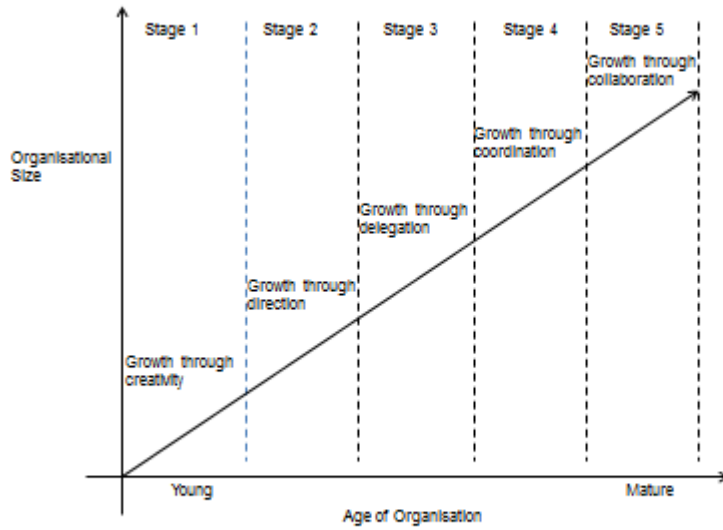 Stage 1
Stage 2
Stage 3
Stage 4
Stage 5
Growth through
collaboration
Growth through
coordination
Organisational
Size
Growth through
delegation
Growth through
direction
Growth through
creativity
Young
Mature
Age of Organisation